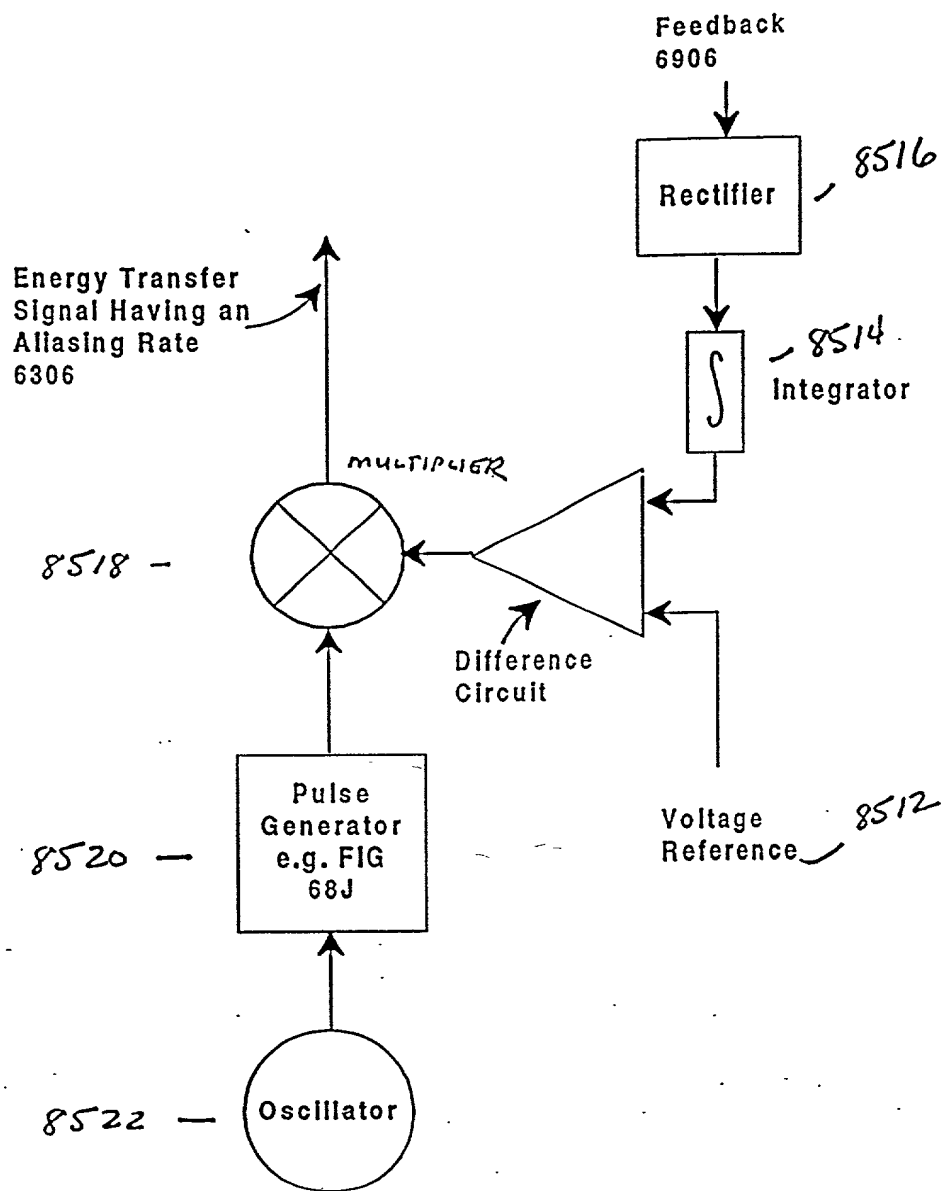 Feedback
6906
Rectifier
8516
Energy Transfer
Signal Having an
Aliasing Rate
6306
8514
Integrator
∫
MULTIPLIER
8518
Difference
Circuit
Pulse
Generator
e.g. FIG
68J
8520
Voltage
Reference
8512
Oscillator
8522